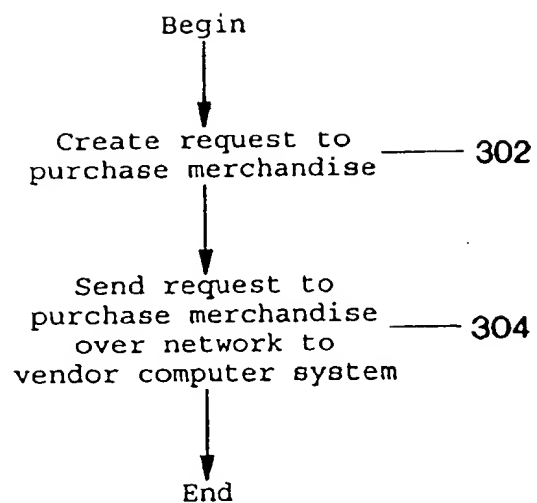 Begin
Create request to
purchase merchandise
302
Send request to
purchase merchandise
over network to
vendor computer system
304
End